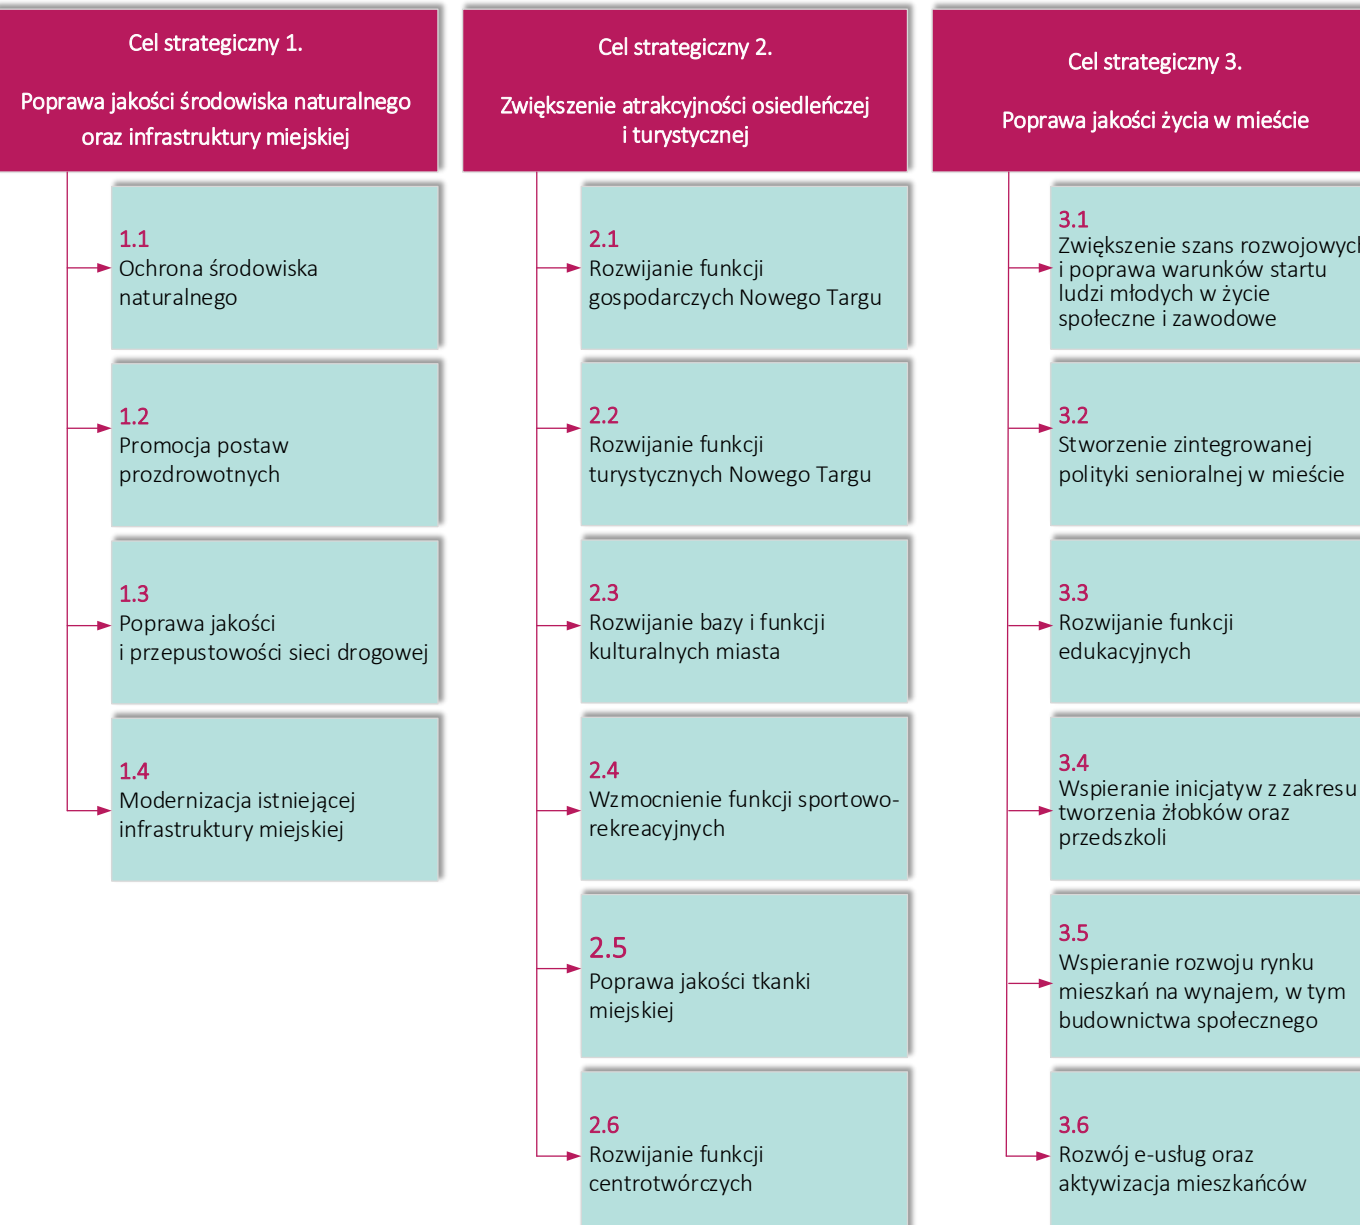 Cel strategiczny 1.
Poprawa jakości środowiska naturalnego
oraz infrastruktury miejskiej
1.1
Ochrona środowiska
naturalnego
1.2
Promocja postaw
prozdrowotnych
1.3
Poprawa jakości
i przepustowości sieci drogowej
1.4
Modernizacja istniejącej
infrastruktury miejskiej
Cel strategiczny 2.
Zwiększenie atrakcyjności osiedleńczej
i turystycznej
2.1
Rozwijanie funkcji
gospodarczych Nowego Targu
2.2
Rozwijanie funkcji
turystycznych Nowego Targu
2.3
Rozwijanie bazy i funkcji
kulturalnych miasta
2.4
Wzmocnienie funkcji sportowo-
rekreacyjnych
2.5
Poprawa jakości tkanki
miejskiej
2.6
Rozwijanie funkcji
centrotwórczych
Cel strategiczny 3.
Poprawa jakości życia w mieście
3.1
Zwiększenie szans rozwojowych
i poprawa warunków startu
ludzi młodych w życie
społeczne i zawodowe
3.2
Stworzenie zintegrowanej
polityki senioralnej w mieście
3.3
Rozwijanie funkcji
edukacyjnych
3.4
Wspieranie inicjatyw z zakresu
tworzenia żłobków oraz
przedszkoli
3.5
Wspieranie rozwoju rynku
mieszkań na wynajem, w tym
budownictwa społecznego
3.6
Rozwój e-usług oraz
aktywizacja mieszkańców